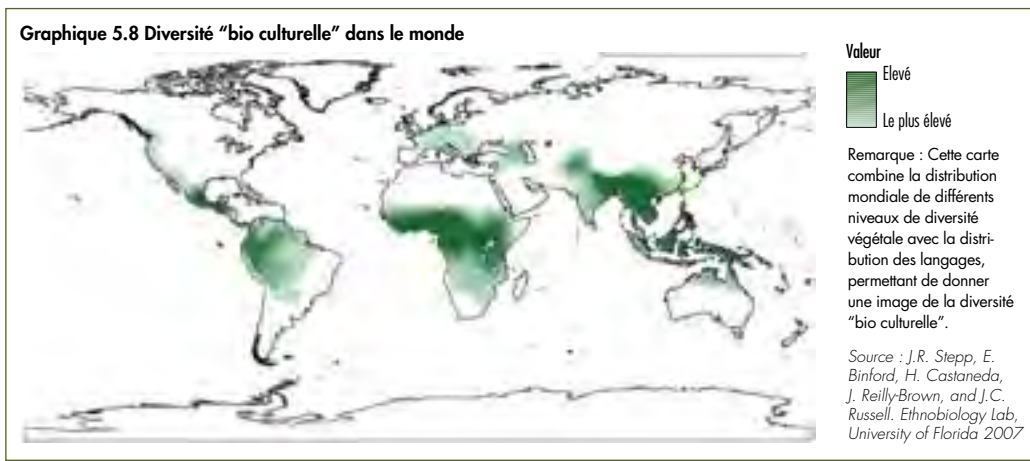 Graphique 5.8 Diversité “bio culturelle” dans le monde
Valeur
Elevé
Le plus élevé
Remarque : Cette carte
combine la distribution
mondiale de différents
niveaux de diversité
végétale avec la distri-
bution des langages,
permettant de donner
une image de la diversité
“bio culturelle”.
Source : J.R. Stepp, E.
Binford, H. Castaneda,
J. Reilly-Brown, and J.C.
Russell. Ethnobiology Lab,
University of Florida 2007